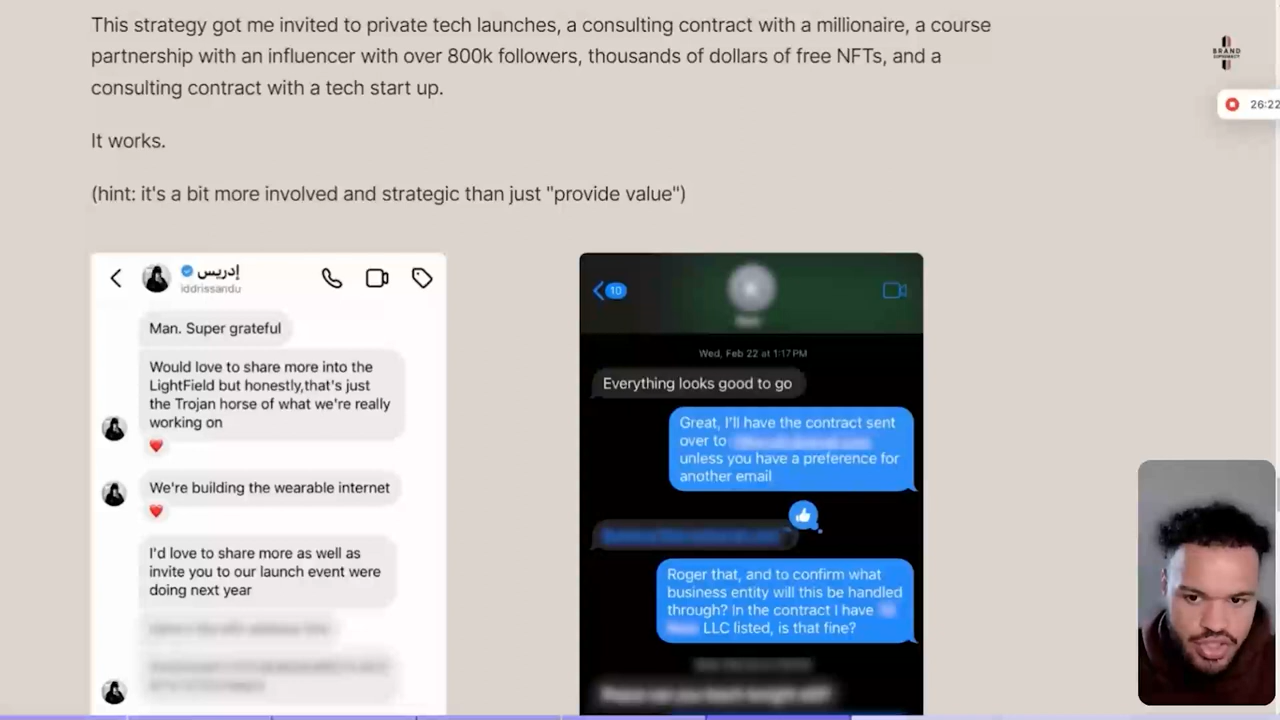 This strategy got me invited to private tech launches, a consulting contract with a millionaire, a course
partnership with an influencer with over 800k followers, thousands of dollars of free NFTs, and a
consulting contract with a tech start up.
It works.
(hint: it's a bit more involved and strategic than just "provide value")
BRAND
DIPLOMACY
26:22
إدريس
iddrissandu
Man. Super grateful
Would love to share more into the
LightField but honestly,that's just
the Trojan horse of what we're really
working on
We're building the wearable internet
I'd love to share more as well as
invite you to our launch event were
doing next year
10
Wed, Feb 22 at 1:17 PM
Everything looks good to go
Great, I'll have the contract sent
over to
unless you have a preference for
another email
Roger that, and to confirm what
business entity will this be handled
through? In the contract I have
LLC listed, is that fine?